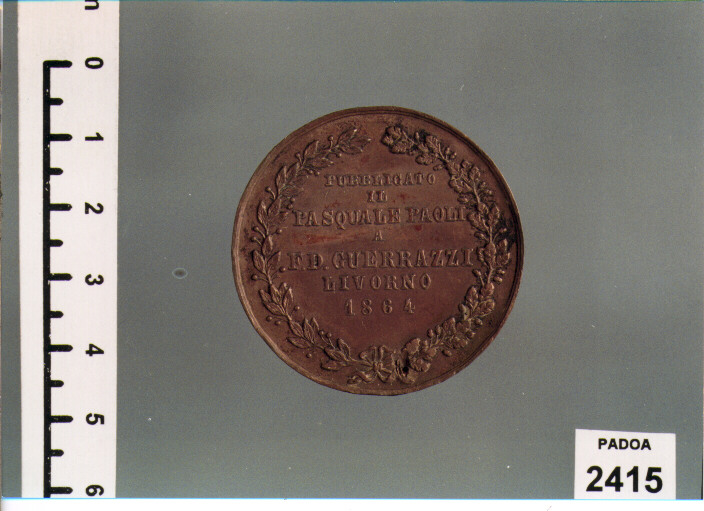 PUBBLICATO
IL
PASQUALE PAOLI
A
F.D. GUERRAZZI
LIVORNO
1864
0
1
2
3
4
5
6
PADOA
2415